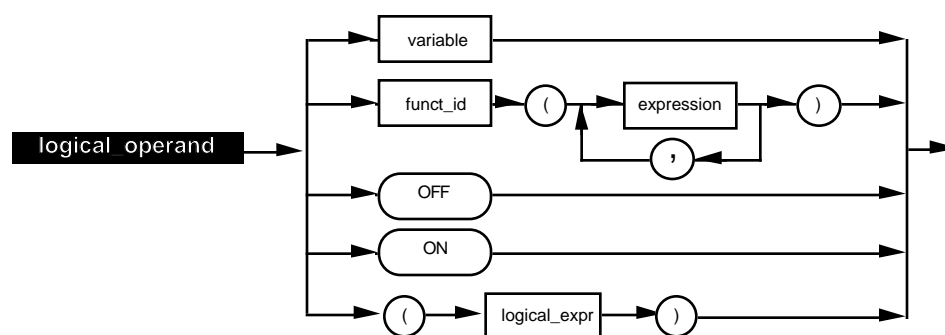 variable
funct_id ( expression )
,
logical_operand
OFF
ON
( logical_expr )